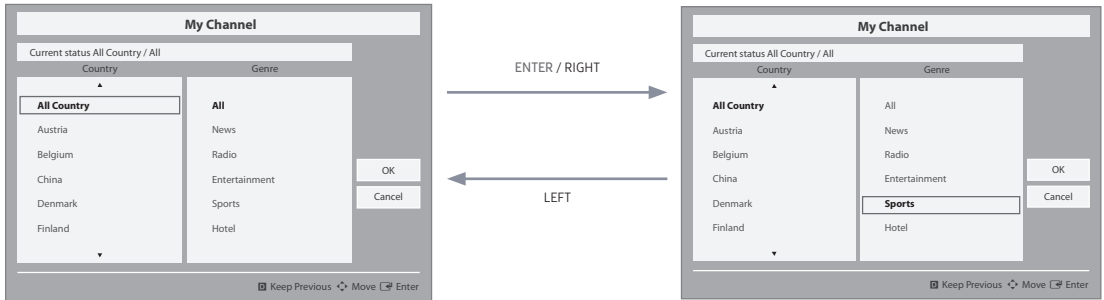 My Channel
Current status All Country / All
Country Genre
▲
All Country All
Austria News
Belgium Radio
China Entertainment
Denmark Sports
Finland Hotel
▼
OK
Cancel
D Keep Previous Move Enter
ENTER / RIGHT
LEFT
My Channel
Current status All Country / All
Country Genre
▲
All Country All
Austria News
Belgium Radio
China Entertainment
Denmark Sports
Finland Hotel
▼
OK
Cancel
D Keep Previous Move Enter